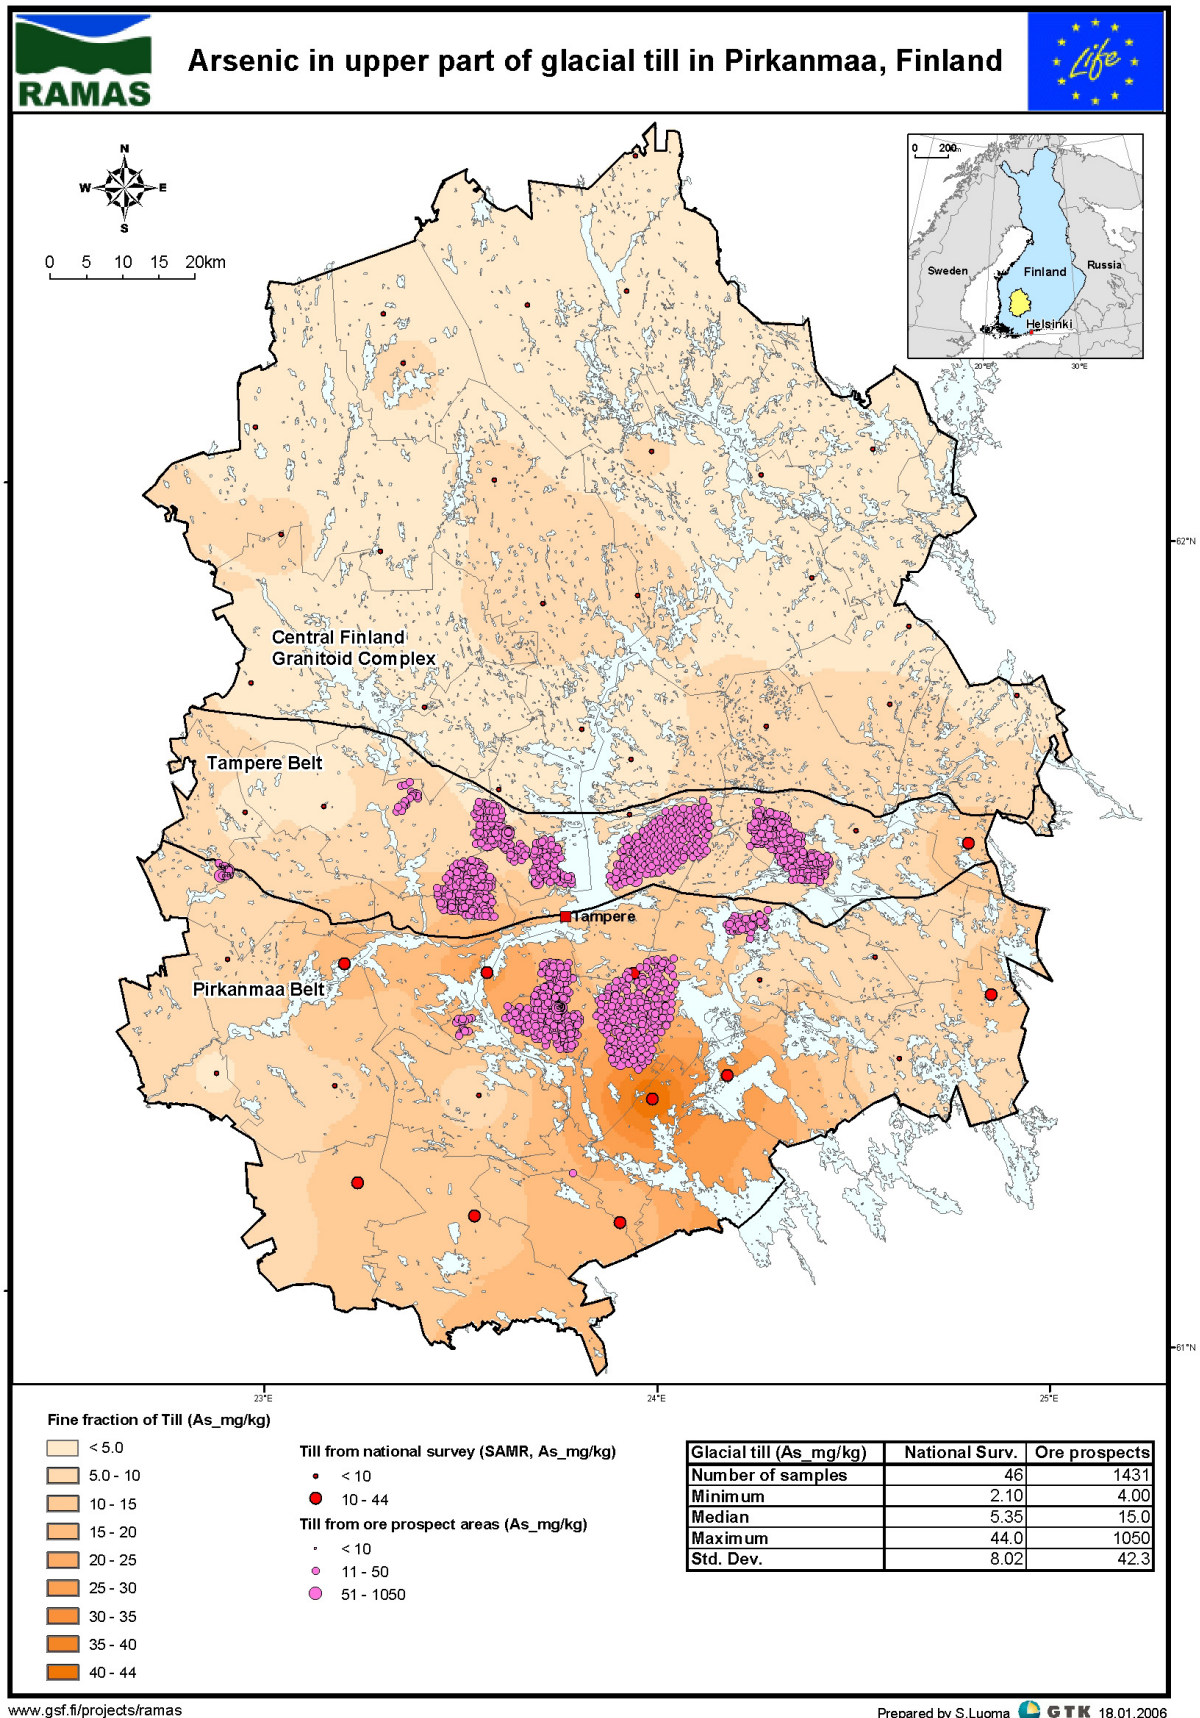 RAMAS
Arsenic in upper part of glacial till in Pirkanmaa, Finland
Life
N
W E
S
0 5 10 15 20km
0 200
Sweden
Finland
Russia
Helsinki
20°E 30°E
62°N
Central Finland
Granitoid Complex
Tampere Belt
Tampere
Pirkanmaa Belt
61°N
23°E 24°E 25°E
Fine fraction of Till (As_mg/kg)
< 5.0
5.0 - 10
10 - 15
15 - 20
20 - 25
25 - 30
30 - 35
35 - 40
40 - 44
Till from national survey (SAMR, As_mg/kg)
< 10
10 - 44
Till from ore prospect areas (As_mg/kg)
< 10
11 - 50
51 - 1050
Glacial till (As_mg/kg) National Surv. Ore prospects
Number of samples 46 1431
Minimum 2.10 4.00
Median 5.35 15.0
Maximum 44.0 1050
Std. Dev. 8.02 42.3
www.gsf.fi/projects/ramas
Prepared by S.Luoma GTK 18.01.2006